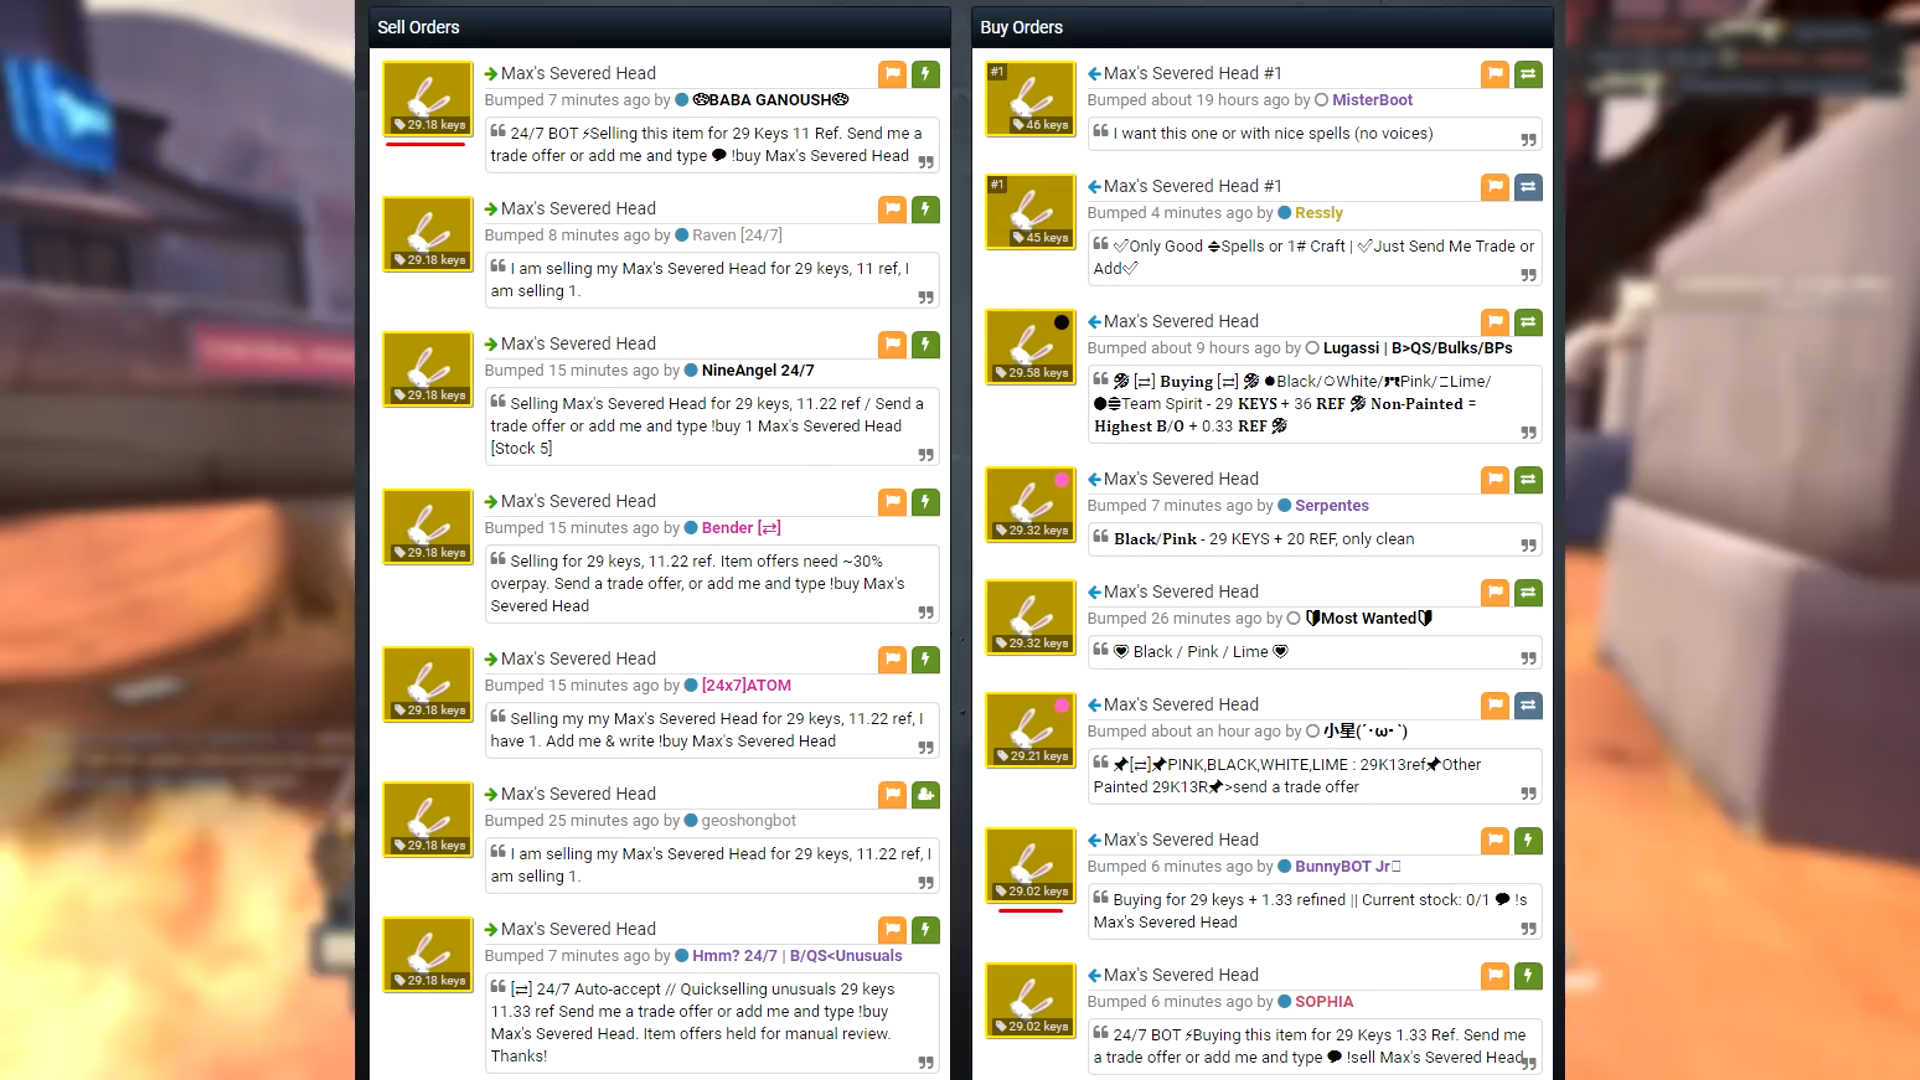 Sell Orders
Max's Severed Head
Bumped 7 minutes ago by BABA GANOUSH
29.18 keys
24/7 BOT ⚡Selling this item for 29 Keys 11 Ref. Send me a
trade offer or add me and type 💬 !buy Max's Severed Head
Max's Severed Head
Bumped 8 minutes ago by Raven [24/7]
29.18 keys
I am selling my Max's Severed Head for 29 keys, 11 ref, I
am selling 1.
Max's Severed Head
Bumped 15 minutes ago by NineAngel 24/7
29.18 keys
Selling Max's Severed Head for 29 keys, 11.22 ref / Send a
trade offer or add me and type !buy 1 Max's Severed Head
[Stock 5]
Max's Severed Head
Bumped 15 minutes ago by Bender [⇄]
29.18 keys
Selling for 29 keys, 11.22 ref. Item offers need ~30%
overpay. Send a trade offer, or add me and type !buy Max's
Severed Head
Max's Severed Head
Bumped 15 minutes ago by [24x7]ATOM
29.18 keys
Selling my my Max's Severed Head for 29 keys, 11.22 ref, I
have 1. Add me & write !buy Max's Severed Head
Max's Severed Head
Bumped 25 minutes ago by geoshongbot
29.18 keys
I am selling my Max's Severed Head for 29 keys, 11.22 ref, I
am selling 1.
Max's Severed Head
Bumped 7 minutes ago by Hmm? 24/7 | B/QS<Unusuals
29.18 keys
[⇄] 24/7 Auto-accept // Quickselling unusuals 29 keys
11.33 ref Send me a trade offer or add me and type !buy
Max's Severed Head. Item offers held for manual review.
Thanks!
Buy Orders
#1
Max's Severed Head #1
Bumped about 19 hours ago by MisterBoot
46 keys
I want this one or with nice spells (no voices)
#1
Max's Severed Head #1
Bumped 4 minutes ago by Ressly
45 keys
✅Only Good Spells or 1# Craft | ✅Just Send Me Trade or
Add✅
Max's Severed Head
Bumped about 9 hours ago by Lugassi | B>QS/Bulks/BPs
29.58 keys
[⇄] Buying [⇄] Black/White/Pink/Lime/
Team Spirit - 29 KEYS + 36 REF Non-Painted =
Highest B/O + 0.33 REF
Max's Severed Head
Bumped 7 minutes ago by Serpentes
29.32 keys
Black/Pink - 29 KEYS + 20 REF, only clean
Max's Severed Head
Bumped 26 minutes ago by Most Wanted
29.32 keys
Black / Pink / Lime
Max's Severed Head
Bumped about an hour ago by 小星(´･ω･`)
29.21 keys
📌[⇄]📌PINK,BLACK,WHITE,LIME : 29K13ref📌Other
Painted 29K13R📌>send a trade offer
Max's Severed Head
Bumped 6 minutes ago by BunnyBOT Jr
29.02 keys
Buying for 29 keys + 1.33 refined || Current stock: 0/1 💬 !s
Max's Severed Head
Max's Severed Head
Bumped 6 minutes ago by SOPHIA
29.02 keys
24/7 BOT ⚡Buying this item for 29 Keys 1.33 Ref. Send me
a trade offer or add me and type 💬 !sell Max's Severed Head